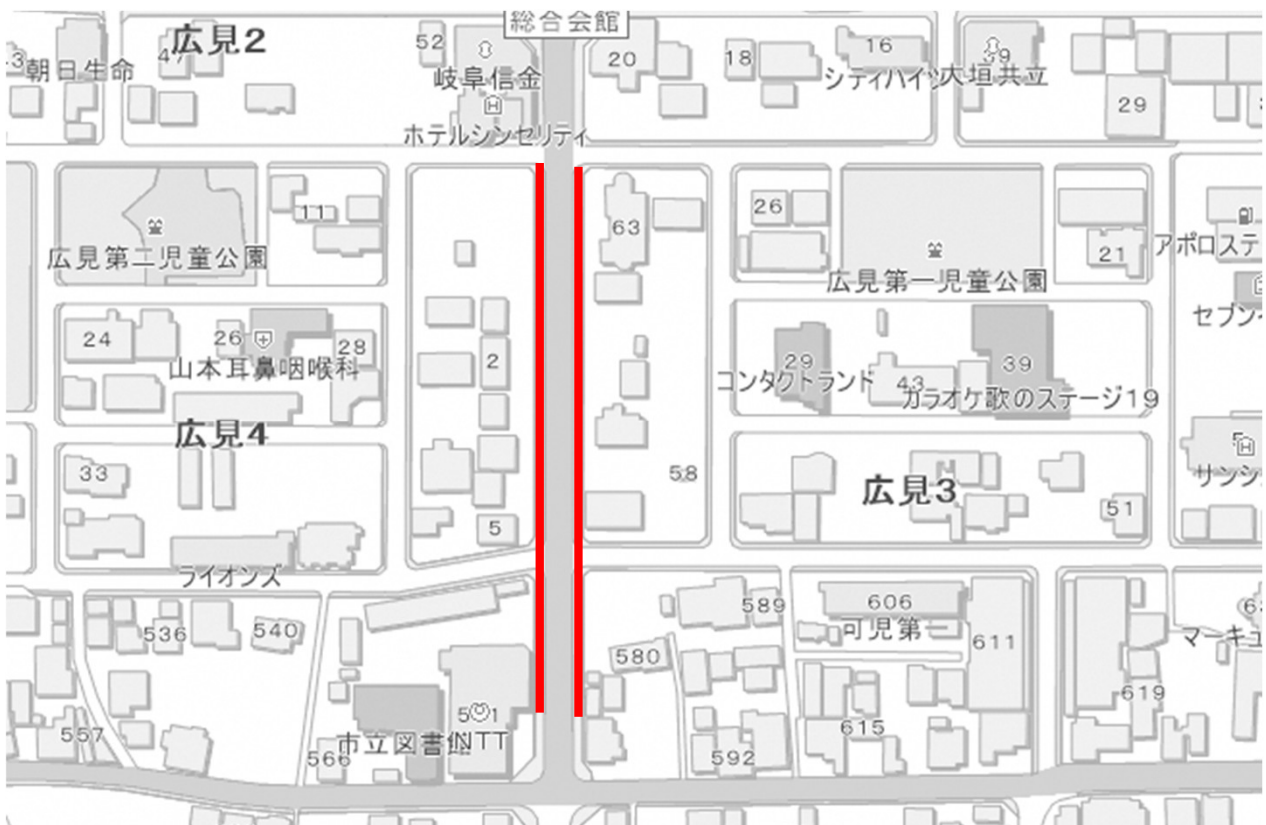 総合会館
広見2
52
20
18
16
朝日生命
岐阜信金
シティハイツ
大垣共立
29
ホテルシンセリティ
11
63
26
広見第二児童公園
広見第一児童公園
21
アポロステ
24
26
28
2
山本耳鼻咽喉科
セブン
29
コンタクトランド
43
39
カラオケ歌のステージ19
広見4
33
58
広見3
51
サンシ
5
ライオンズ
536
540
589
606
可児第一
611
マーキュ
580
619
557
566
市立図書館
NTT
592
615